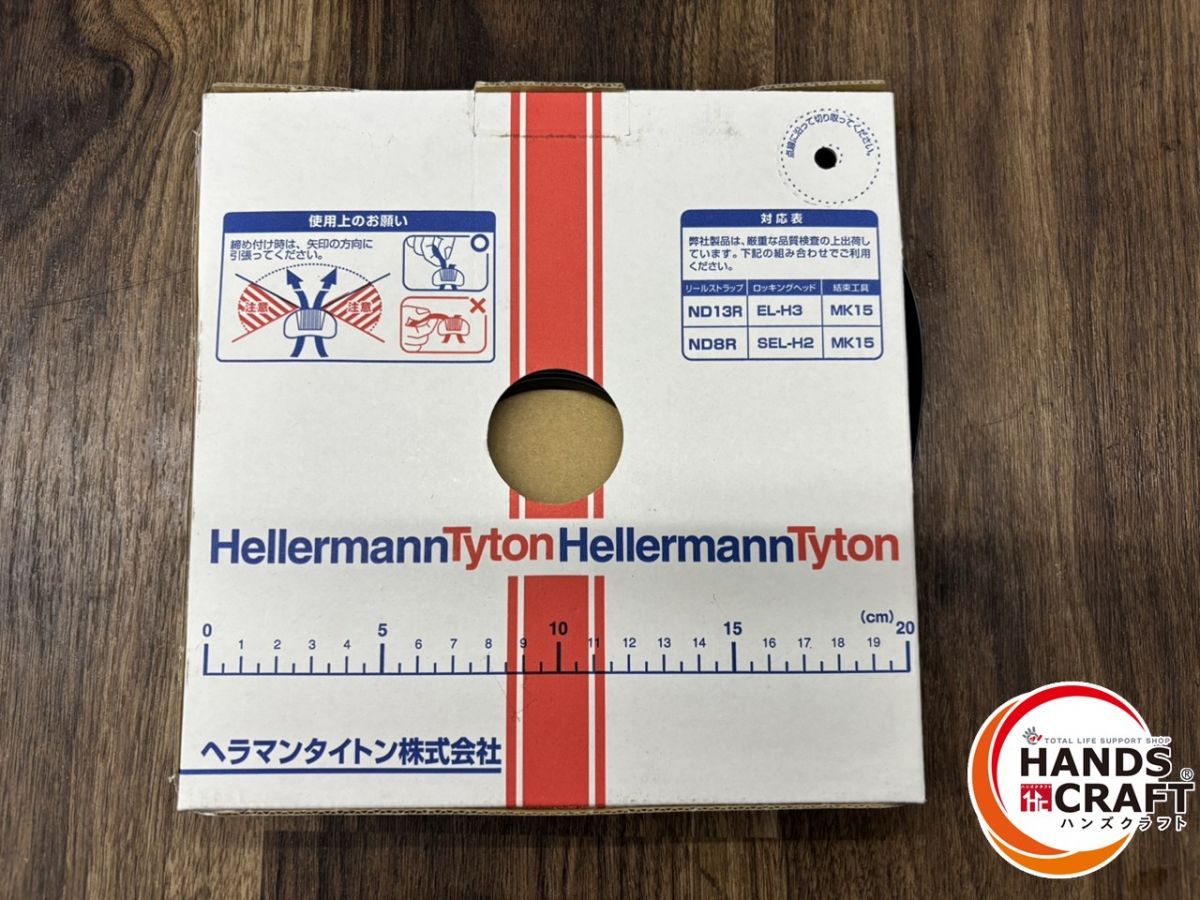 点線に沿って切り取ってください。
使用上のお願い
締め付け時は、矢印の方向に
引張ってください。
注意 注意
対応表
弊社製品は、厳重な品質検査の上出荷し
ています。下記の組み合わせでご利用
ください。
リールストラップ ロッキングヘッド 結束工具
ND13R EL-H3 MK15
ND8R SEL-H2 MK15
HellermannTyton HellermannTyton
(cm)
0 1 2 3 4 5 6 7 8 9 10 11 12 13 14 15 16 17 18 19 20
ヘラマンタイトン株式会社
TOTAL LIFE SUPPORT SHOP
HANDS
ハンズクラフト
CRAFT®
ハンズクラフト